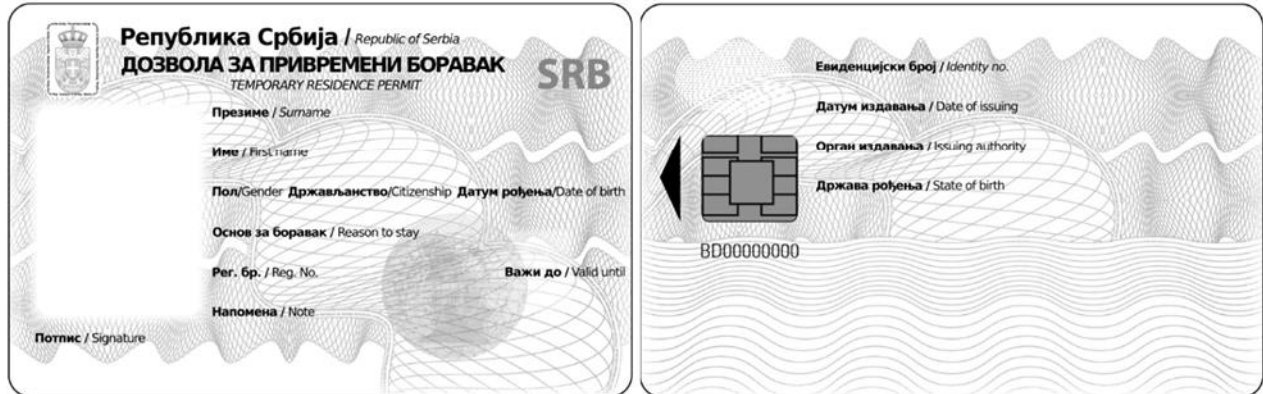 Република Србија / Republic of Serbia
ДОЗВОЛА ЗА ПРИВРЕМЕНИ БОРАВАК
TEMPORARY RESIDENCE PERMIT
SRB
Презиме / Surname
Име / First name
Пол/Gender Држављанство/Citizenship Датум рођења/Date of birth
Основ за боравак / Reason to stay
Рег. бр. / Reg. No. Важи до / Valid until
Напомена / Note
Потпис / Signature
Евиденцијски број / Identity no.
Датум издавања / Date of issuing
Орган издавања / Issuing authority
Држава рођења / State of birth
BD00000000